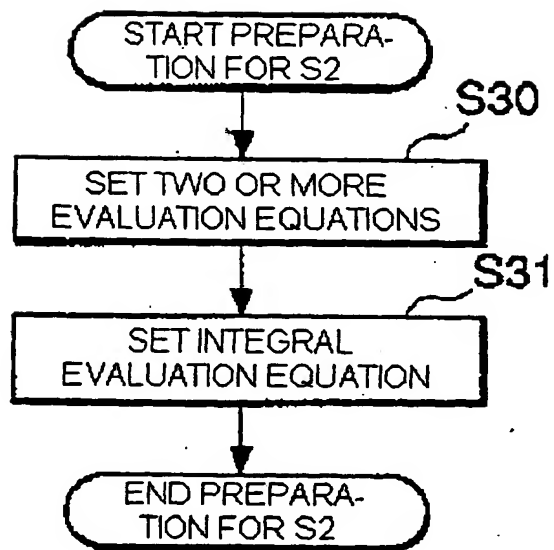 START PREPARA-
TION FOR S2
S30
SET TWO OR MORE
EVALUATION EQUATIONS
S31
SET INTEGRAL
EVALUATION EQUATION
END PREPARA-
TION FOR S2